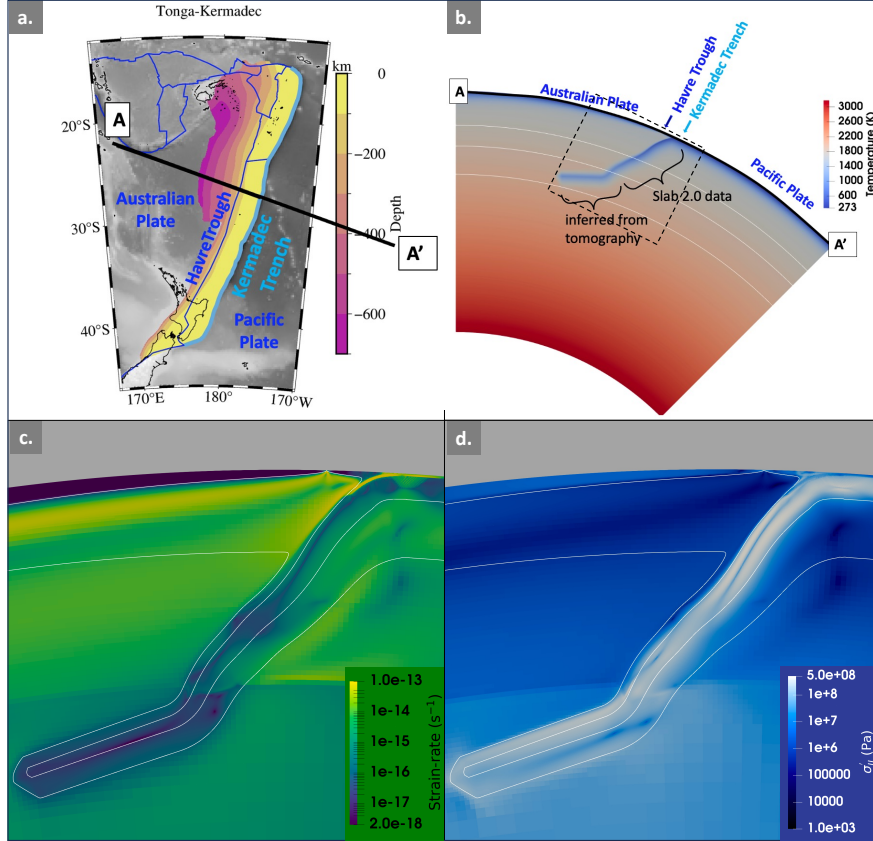 a.
Tonga-Kermadec
km
0
−200
−400
−600
Depth
A
A'
20°S
30°S
40°S
170°E
180°
170°W
Australian
Plate
HavreTrough
Kermadec
Trench
Pacific
Plate
b.
A
A'
Australian Plate
Havre Trough
Kermadec Trench
Pacific Plate
Slab 2.0 data
inferred from
tomography
3000
2600
2200
1800
1400
1000
600
273
Temperature (K)
c.
1.0e-13
1e-14
1e-15
1e-16
1e-17
2.0e-18
Strain-rate (s⁻¹)
d.
5.0e+08
1e+8
1e+7
1e+6
100000
10000
1.0e+03
σ'II (Pa)